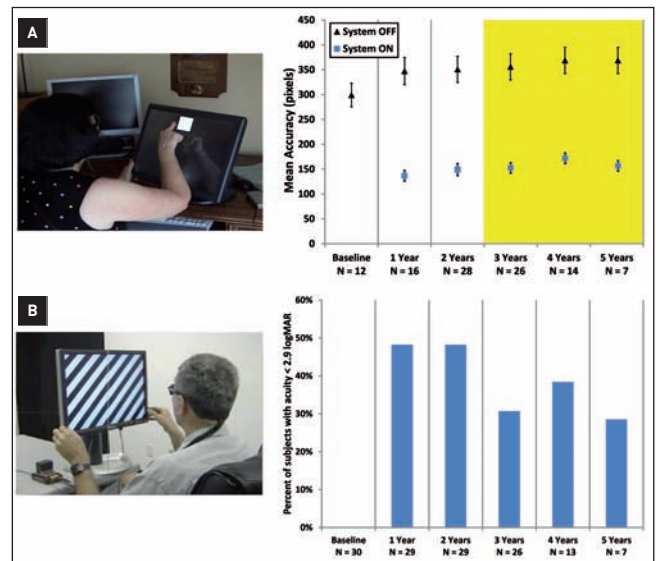 A
System OFF
System ON
Mean Accuracy (pixels)
450
400
350
300
250
200
150
100
50
0
Baseline 1 Year 2 Years 3 Years 4 Years 5 Years
N = 12 N = 16 N = 28 N = 26 N = 14 N = 7
B
Percent of subjects with acuity < 2.9 logMAR
60%
50%
40%
30%
20%
10%
0%
Baseline 1 Year 2 Years 3 Years 4 Years 5 Years
N = 30 N = 29 N = 29 N = 26 N = 13 N = 7